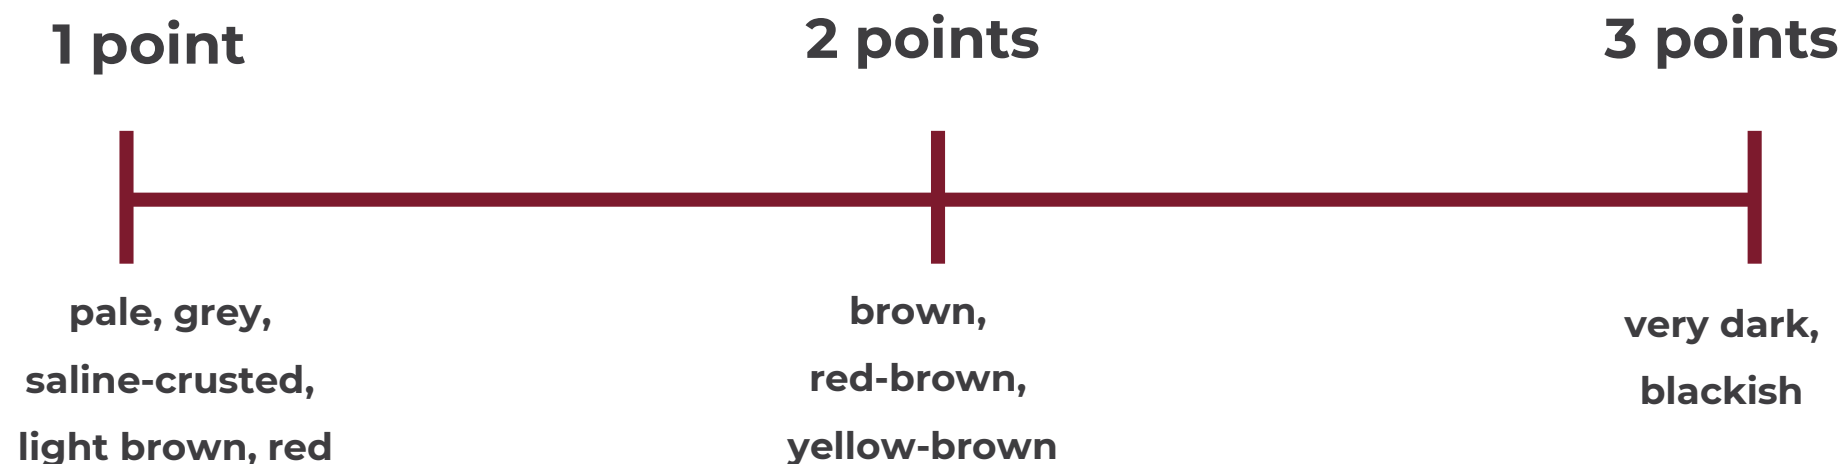 1 point
2 points
3 points
pale, grey,
saline-crusted,
light brown, red
brown,
red-brown,
yellow-brown
very dark,
blackish